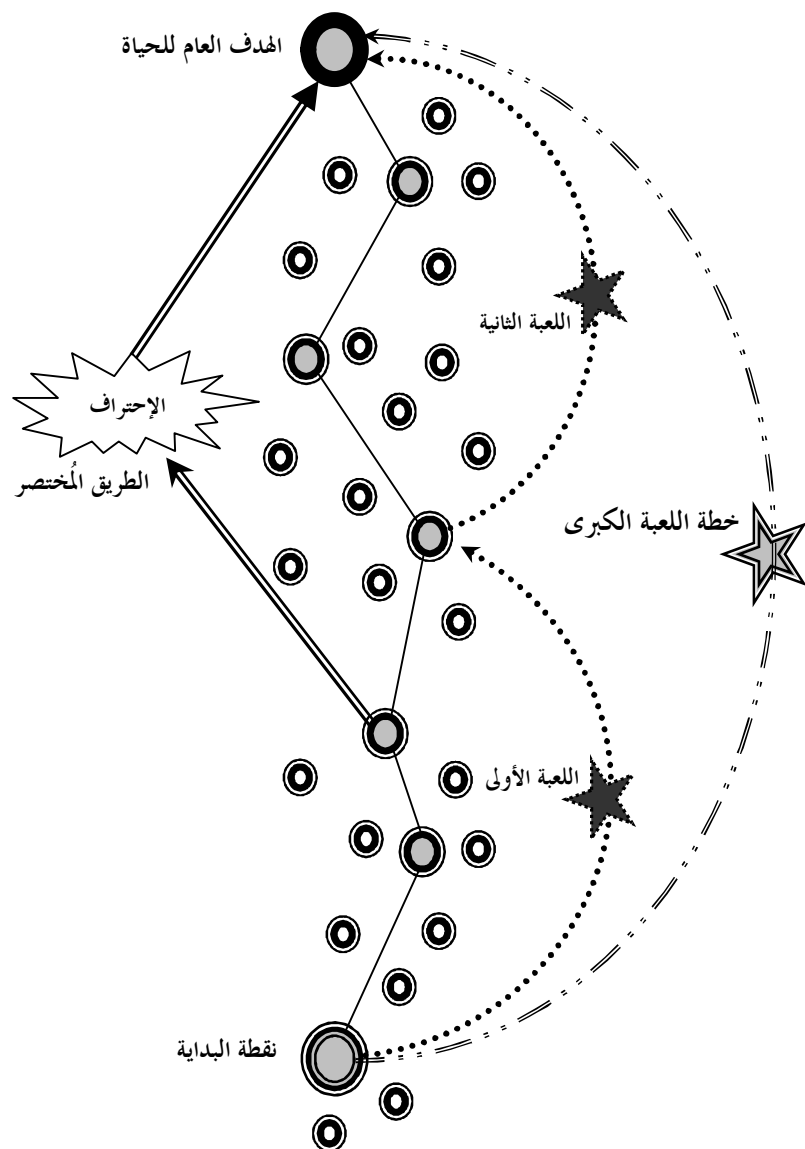 الهدف العام للحياة
اللعبة الثانية
الإحتراف
الطريق المُختصر
خطة اللعبة الكبرى
اللعبة الأولى
نقطة البداية